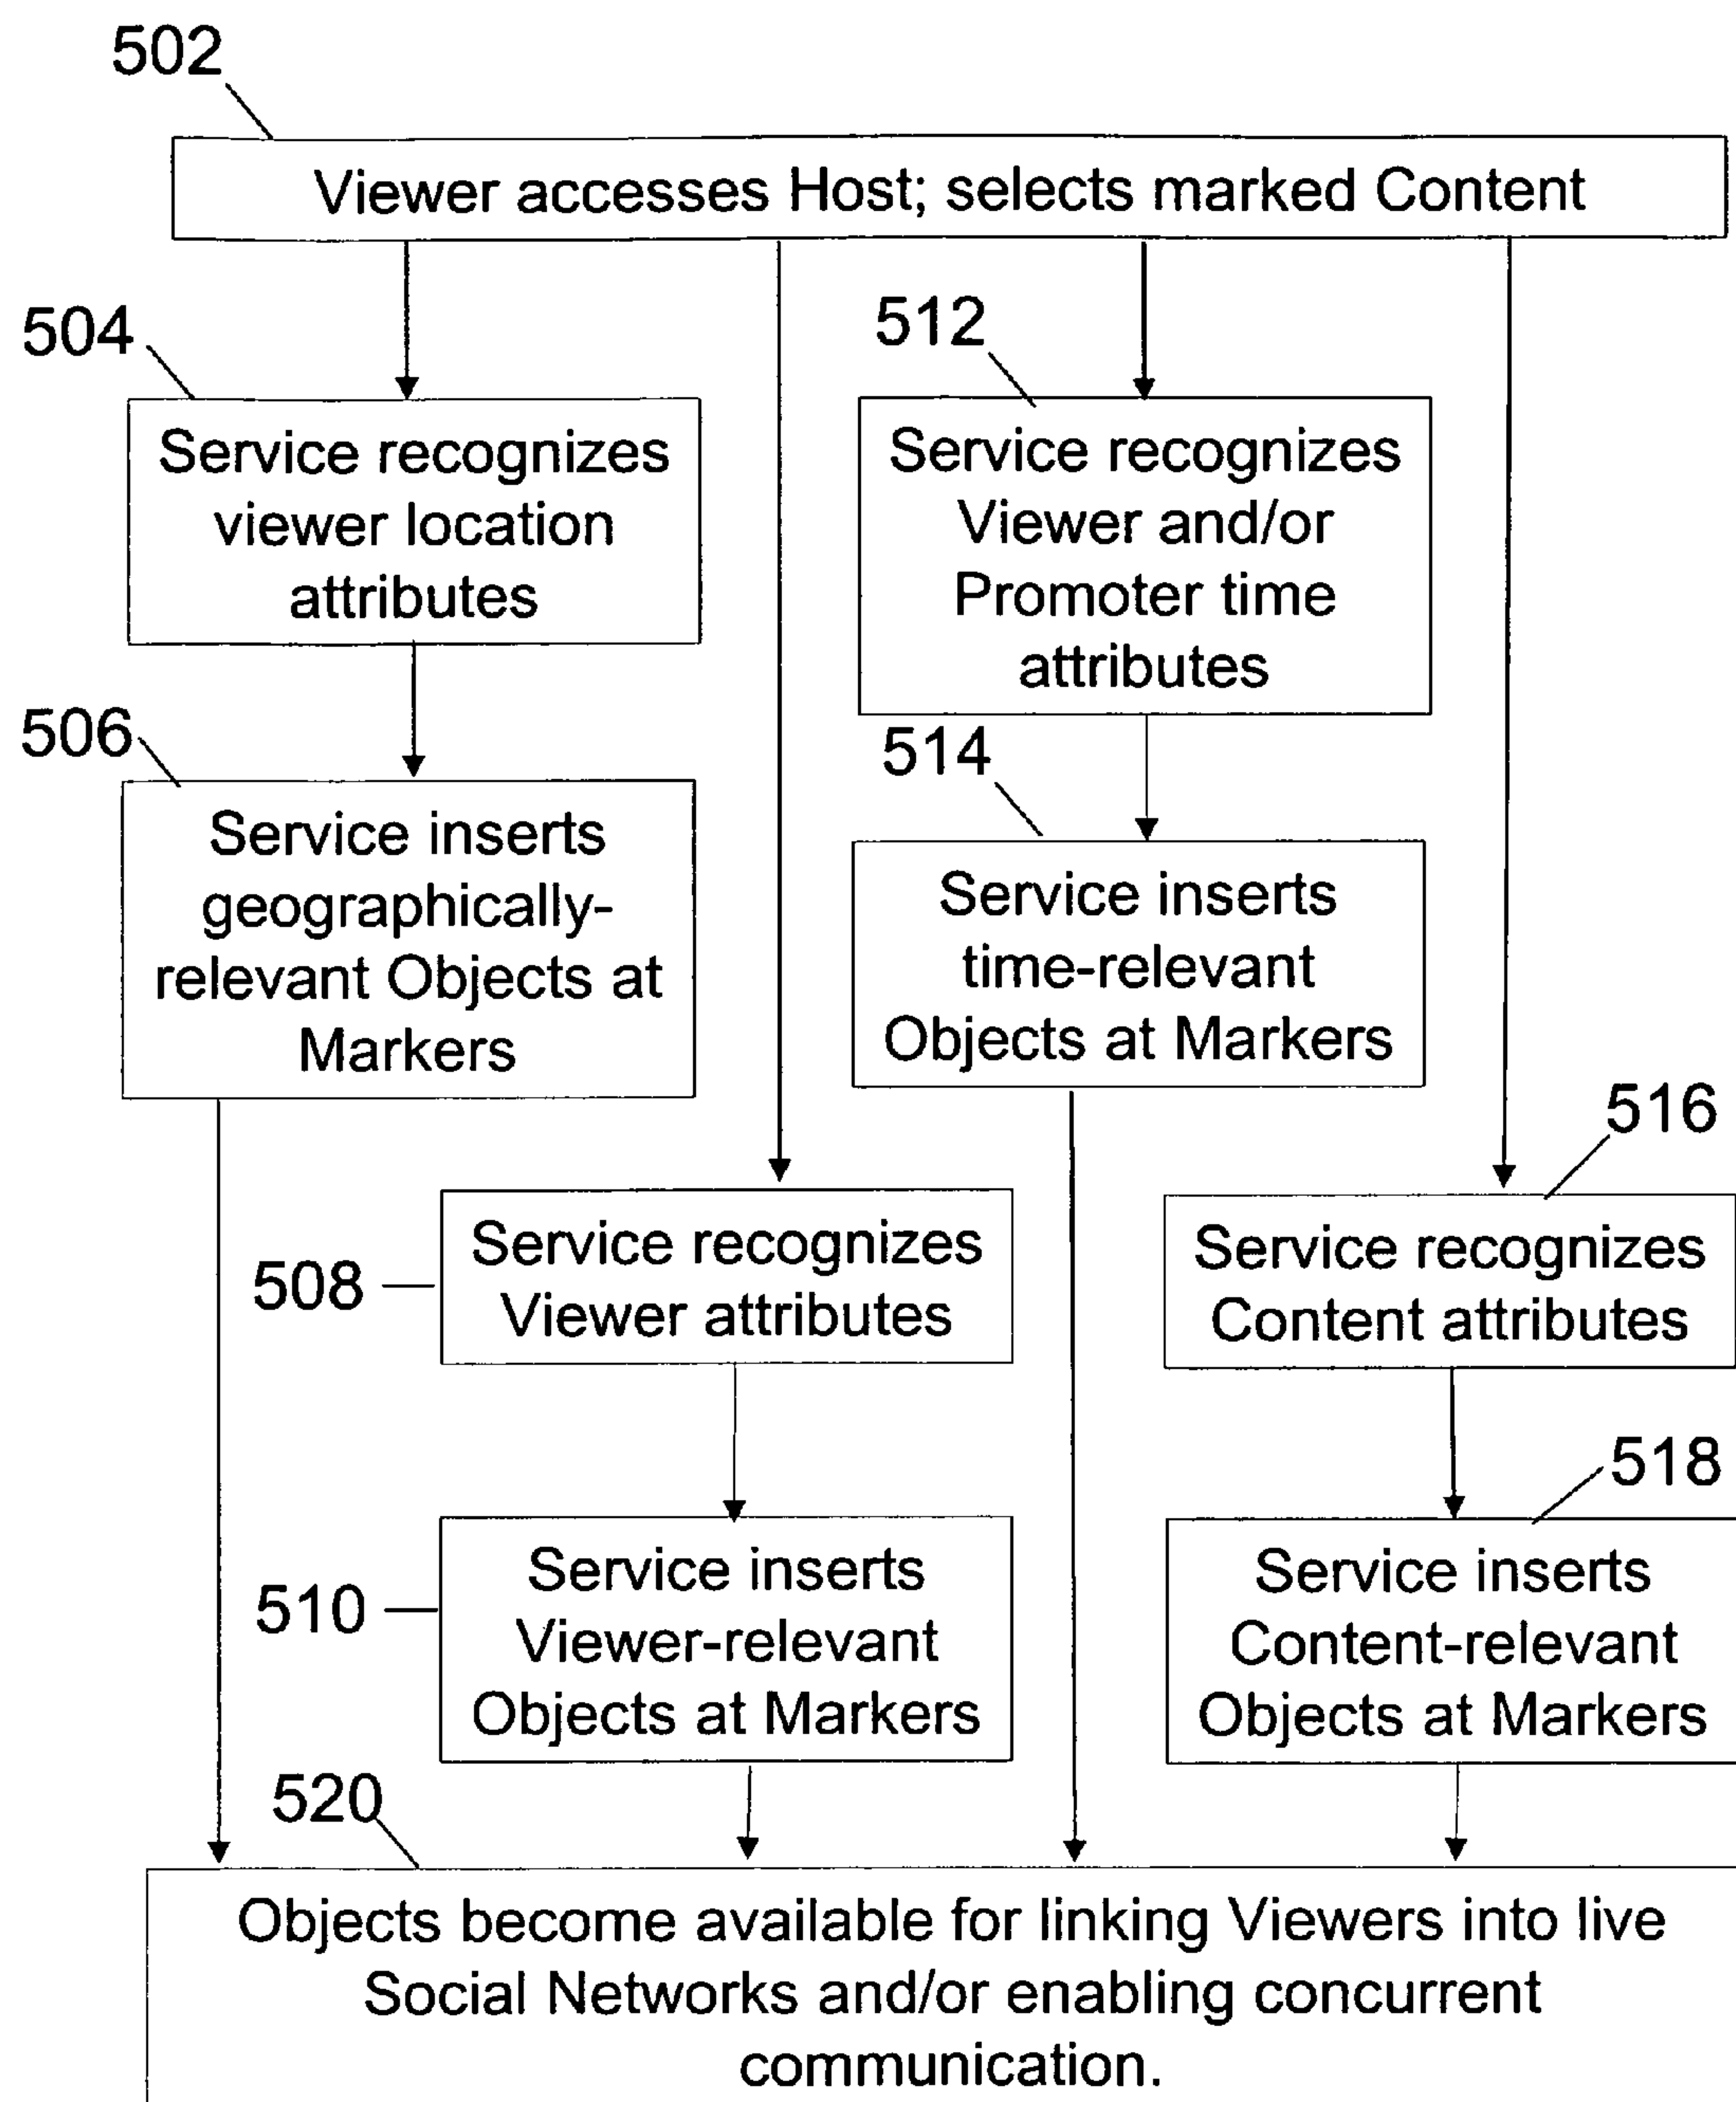 502
Viewer accesses Host; selects marked Content
504
Service recognizes
viewer location
attributes
512
Service recognizes
Viewer and/or
Promoter time
attributes
506
Service inserts
geographically-
relevant Objects at
Markers
514
Service inserts
time-relevant
Objects at Markers
508
Service recognizes
Viewer attributes
516
Service recognizes
Content attributes
510
Service inserts
Viewer-relevant
Objects at Markers
518
Service inserts
Content-relevant
Objects at Markers
520
Objects become available for linking Viewers into live
Social Networks and/or enabling concurrent
communication.